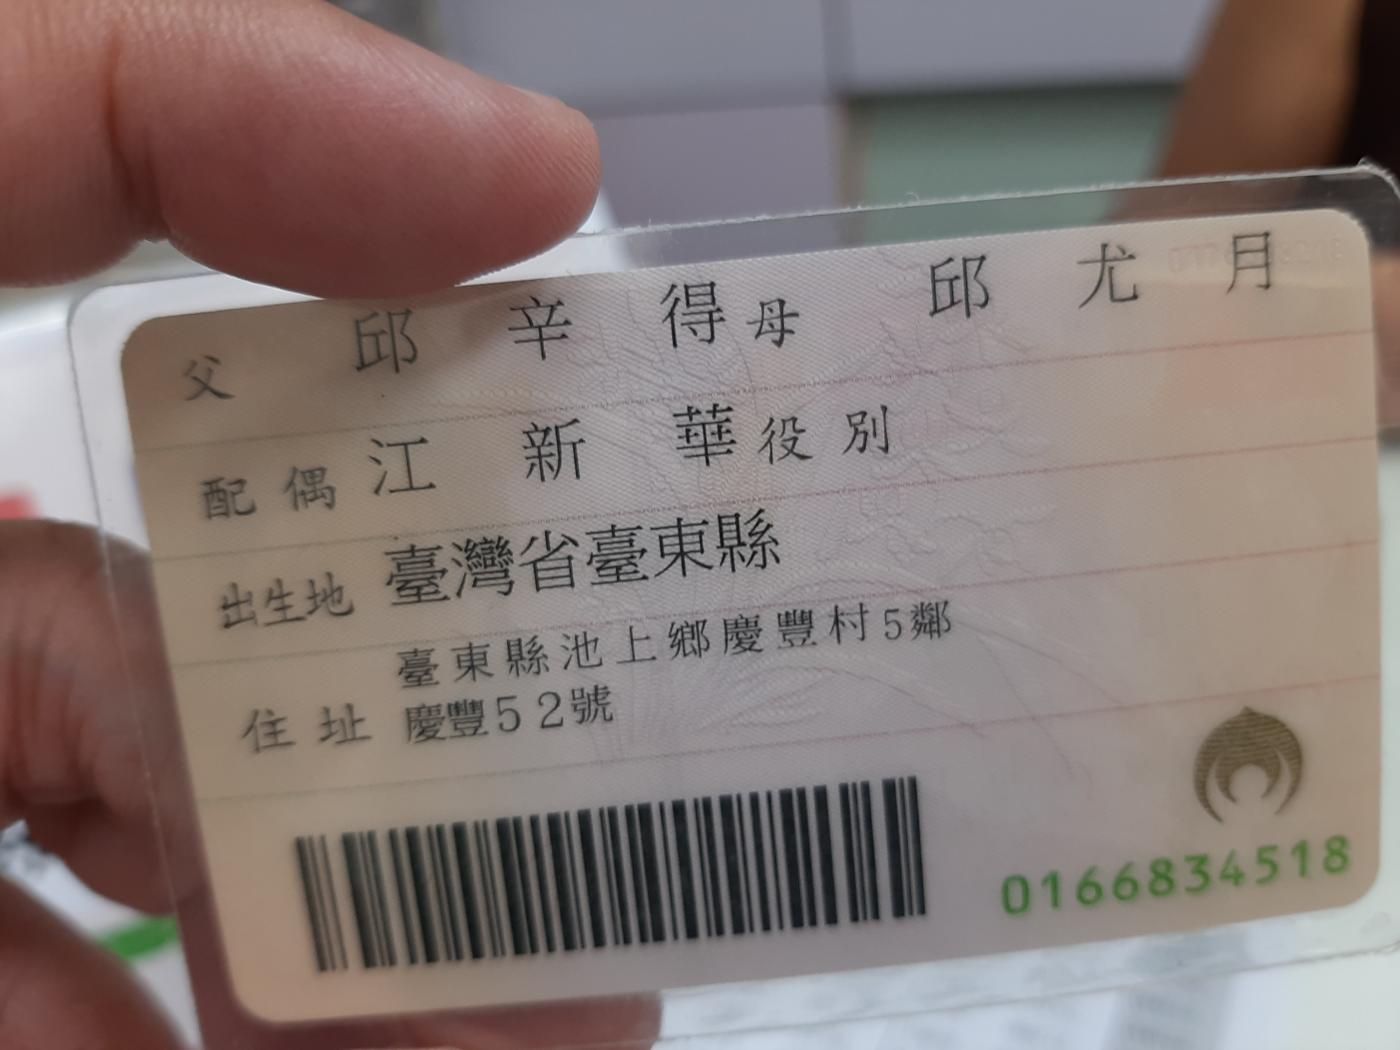 父 邱辛得 母 邱尤月
配偶 江新華 役別
出生地 臺灣省臺東縣
住址 臺東縣池上鄉慶豐村5鄰
慶豐52號
0166834518